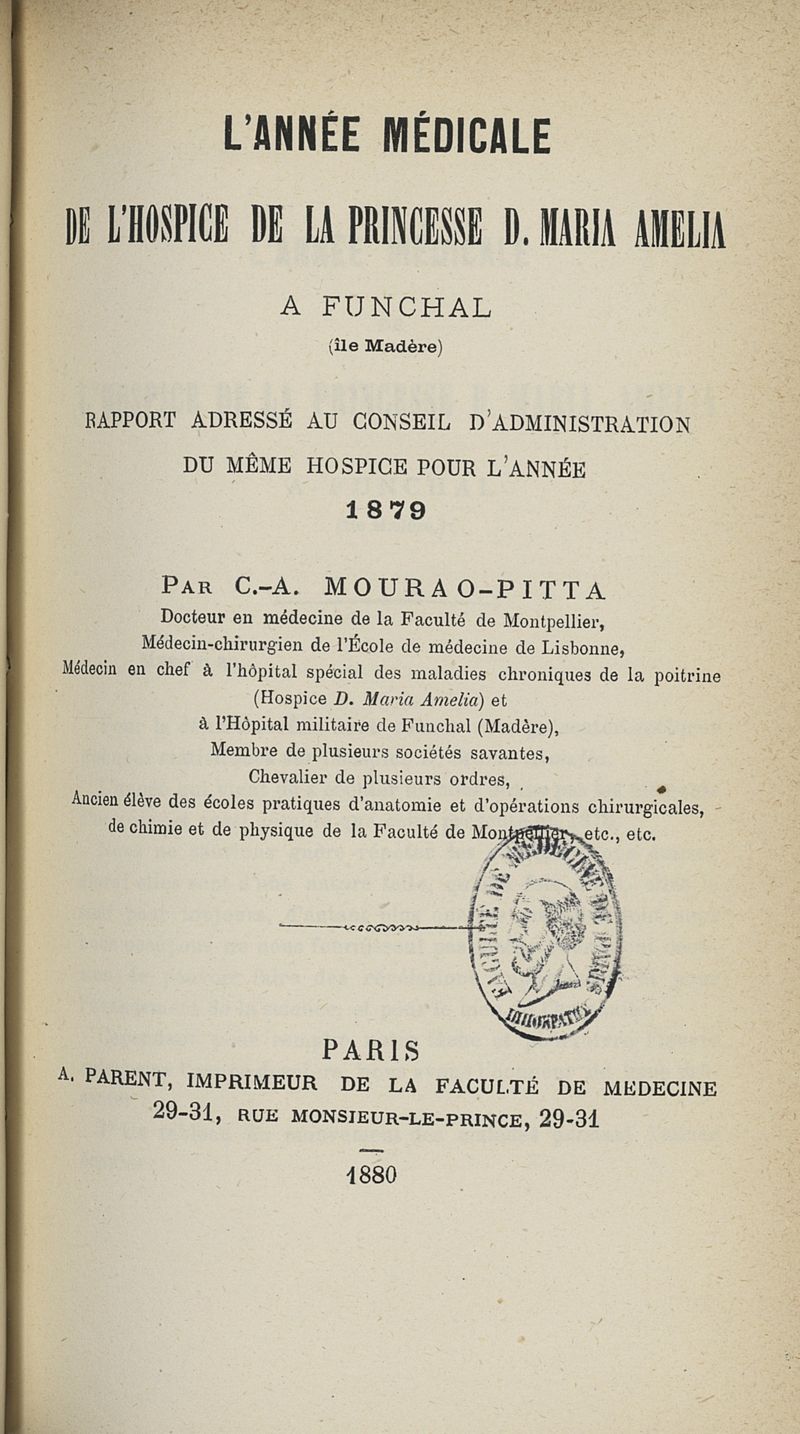 L'ANNÉE MÉDICALE
DE L'HOSPICE DE LA PRINCESSE D. MARIA AMELIA
A FUNCHAL
(île Madère)
RAPPORT ADRESSÉ AU CONSEIL D'ADMINISTRATION
DU MÊME HOSPICE POUR L'ANNÉE
1879
PAR C.-A. MOURAO-PITTA
Docteur en médecine de la Faculté de Montpellier,
Médecin-chirurgien de l'École de médecine de Lisbonne,
Médecin en chef à l'hôpital spécial des maladies chroniques de la poitrine
(Hospice D. Maria Amelia) et
à l'Hôpital militaire de Funchal (Madère),
Membre de plusieurs sociétés savantes,
Chevalier de plusieurs ordres,
Ancien élève des écoles pratiques d'anatomie et d'opérations chirurgicales,
de chimie et de physique de la Faculté de Montpellier, etc., etc.
PARIS
A. PARENT, IMPRIMEUR DE LA FACULTÉ DE MEDECINE
29-31, RUE MONSIEUR-LE-PRINCE, 29-31
1880